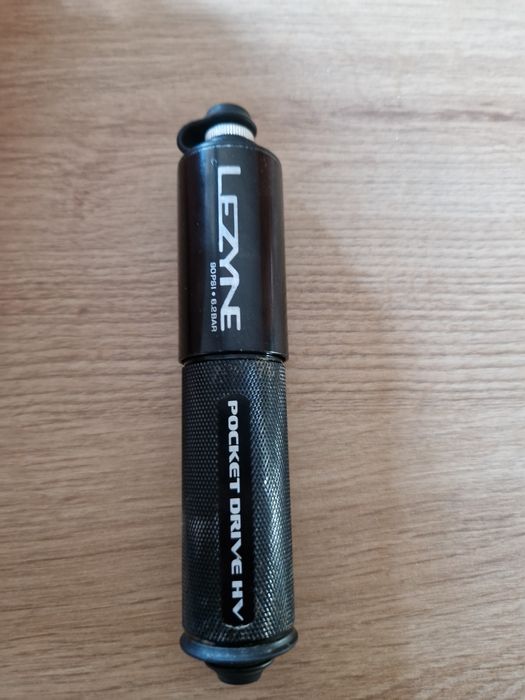 LEZYNE
90PSI • 6.2BAR
POCKET DRIVE HV